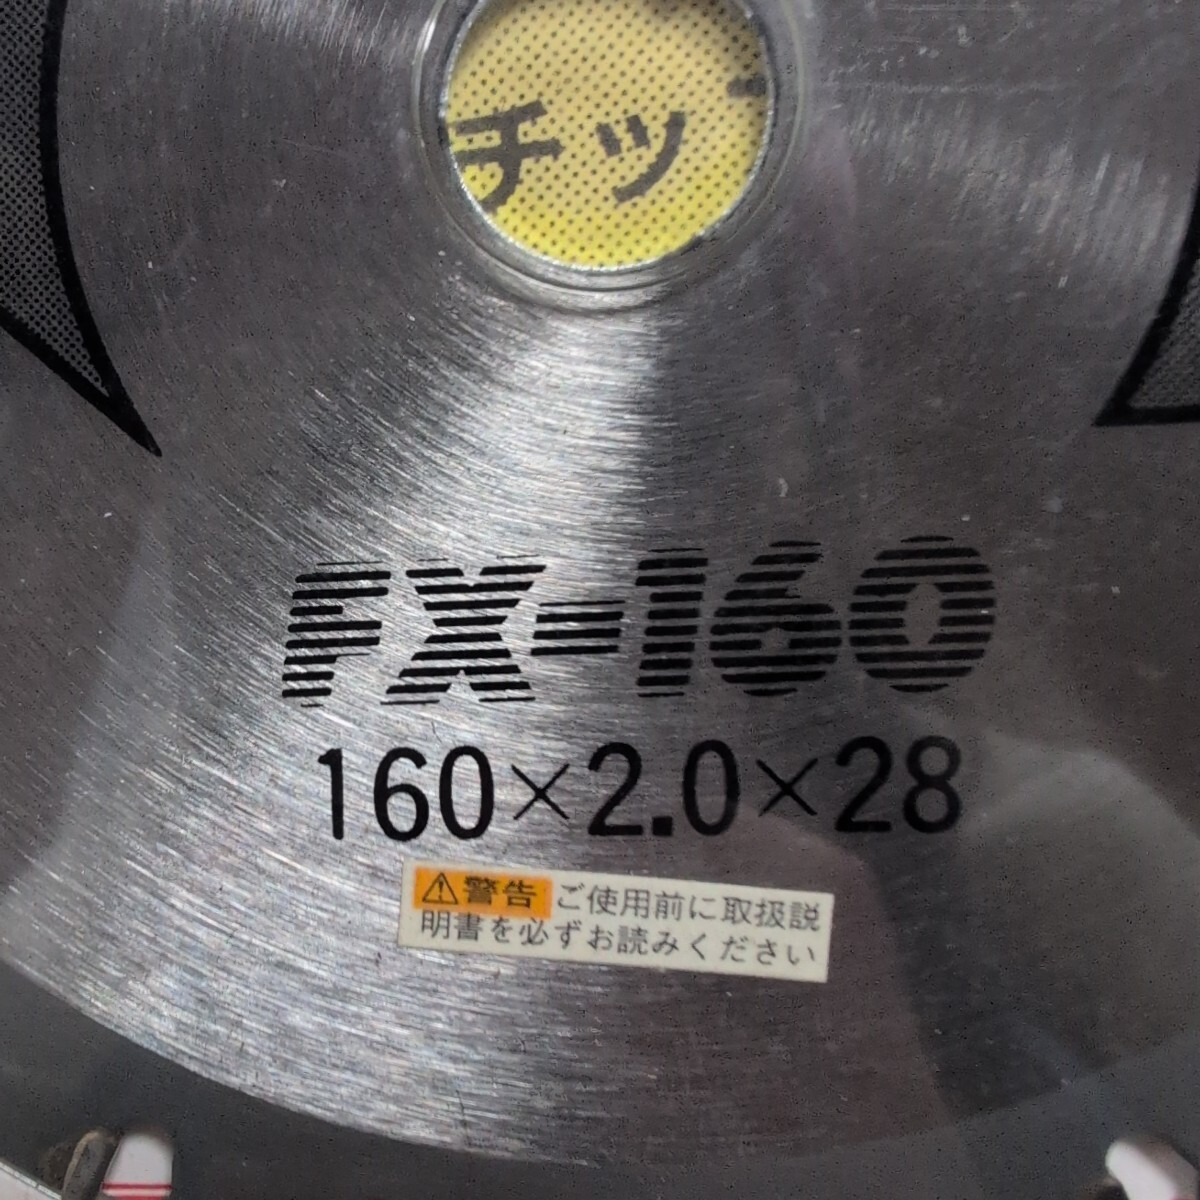 チッ
FX-160
160×2.0×28
⚠警告 ご使用前に取扱説
明書を必ずお読みください